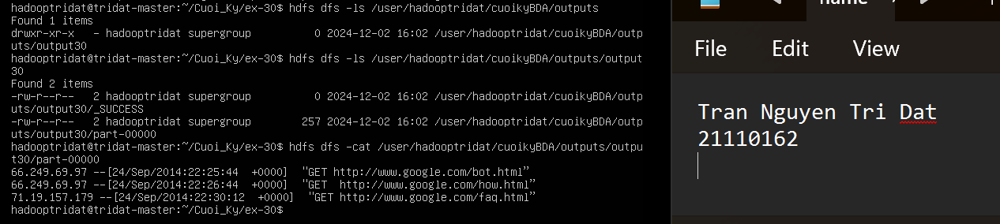 hadooptridat@tridat-master:~/Cuoi_Ky/ex-30$ hdfs dfs -ls /user/hadooptridat/cuoikyBDA/outputs
Found 1 items
drwxr-xr-x   - hadooptridat supergroup          0 2024-12-02 16:02 /user/hadooptridat/cuoikyBDA/outp
uts/output30
hadooptridat@tridat-master:~/Cuoi_Ky/ex-30$ hdfs dfs -ls /user/hadooptridat/cuoikyBDA/outputs/output
30
Found 2 items
-rw-r--r--   2 hadooptridat supergroup          0 2024-12-02 16:02 /user/hadooptridat/cuoikyBDA/outp
uts/output30/_SUCCESS
-rw-r--r--   2 hadooptridat supergroup        257 2024-12-02 16:02 /user/hadooptridat/cuoikyBDA/outp
uts/output30/part-00000
hadooptridat@tridat-master:~/Cuoi_Ky/ex-30$ hdfs dfs -cat /user/hadooptridat/cuoikyBDA/outputs/outpu
t30/part-00000
66.249.69.97 --[24/Sep/2014:22:25:44  +0000]  "GET http://www.google.com/bot.html”
66.249.69.97 --[24/Sep/2014:22:26:44  +0000]  "GET  http://www.google.com/how.html”
71.19.157.179 --[24/Sep/2014:22:30:12  +0000]  "GET http://www.google.com/faq.html”
hadooptridat@tridat-master:~/Cuoi_Ky/ex-30$
name
File Edit View
Tran Nguyen Tri Dat
21110162